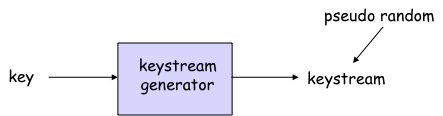 pseudo random
key
keystream
generator
keystream